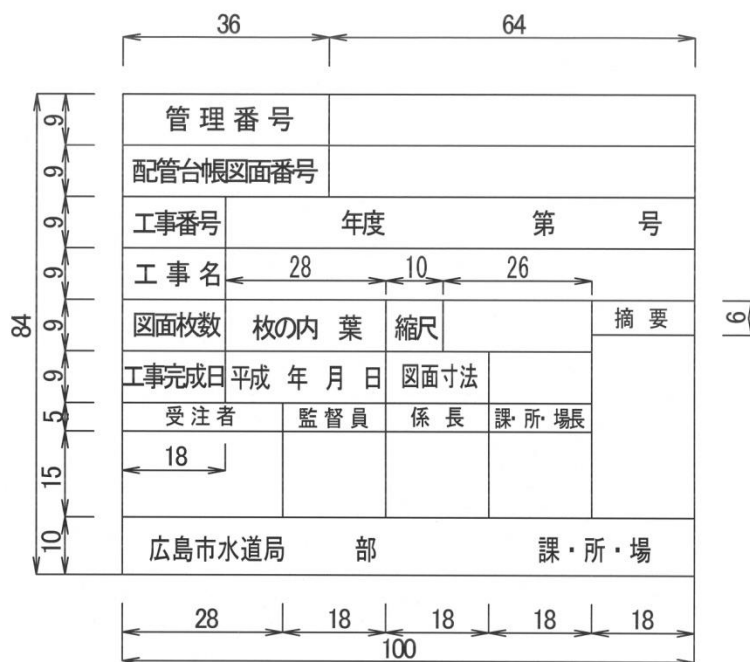 36 64
9 管理番号
9 配管台帳図面番号
9 工事番号 年度 第 号
9 工事名 28 10 26
84
9 図面枚数 枚の内 葉 縮尺 摘要 6
9 工事完成日 平成 年 月 日 図面寸法
5 受注者 監督員 係長 課・所・場長
15 18
10 広島市水道局 部 課・所・場
28 18 18 18 18
100